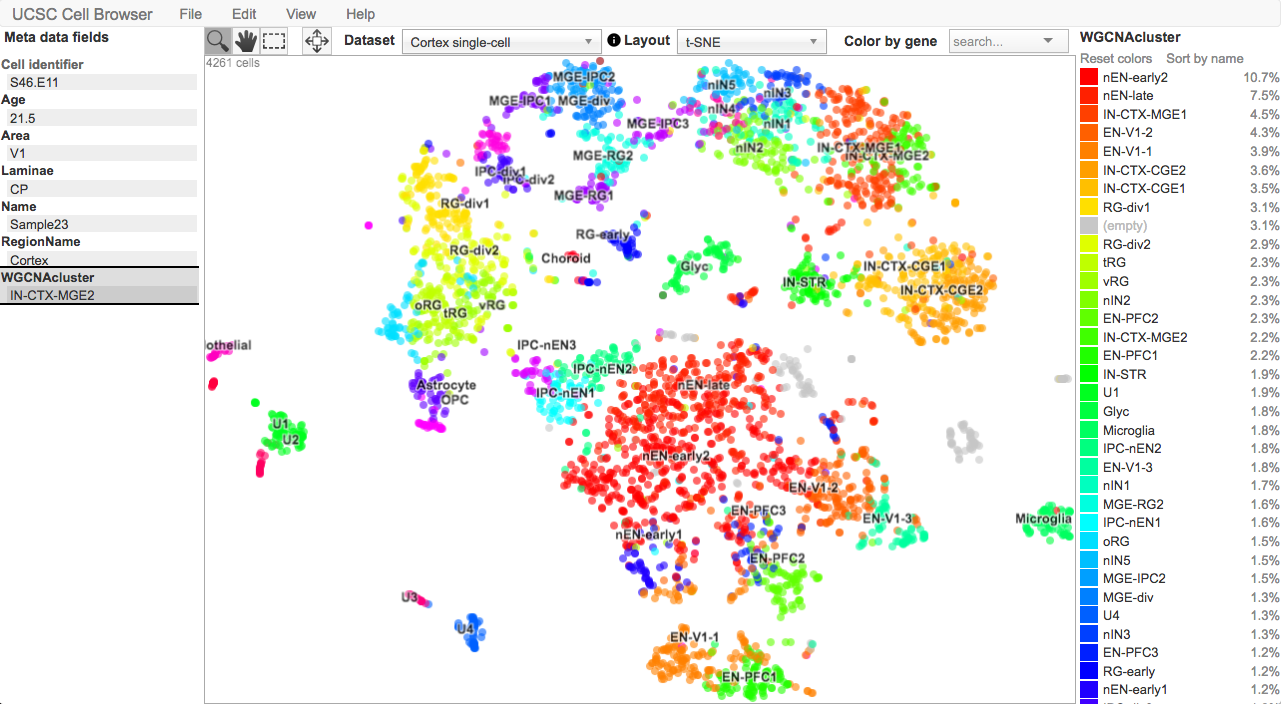 UCSC Cell Browser File Edit View Help
Meta data fields
Cell identifier
S46.E11
Age
21.5
Area
V1
Laminae
CP
Name
Sample23
RegionName
Cortex
WGCNAcluster
IN-CTX-MGE2
Dataset Cortex single-cell Layout t-SNE Color by gene search...
4261 cells
MGE-IPC2
MGE-IPC1 MGE-div
MGE-IPC3
MGE-RG2
IPC-div1
IPC-div2
MGE-RG1
nIN5
nIN3
nIN4
nIN1
nIN2
IN-CTX-MGE1
IN-CTX-MGE2
RG-div1
RG-early
RG-div2
Choroid
Glyc
IN-STR
IN-CTX-CGE1
IN-CTX-CGE2
oRG
tRG
vRG
othelial
IPC-nEN3
IPC-nEN2
IPC-nEN1
Astrocyte
OPC
nEN-late
U1
U2
nEN-early2
EN-V1-2
EN-PFC3
EN-V1-3
Microglia
nEN-early1
EN-PFC2
U3
U4
EN-V1-1
EN-PFC1
WGCNAcluster
Reset colors Sort by name
nEN-early2 10.7%
nEN-late 7.5%
IN-CTX-MGE1 4.5%
EN-V1-2 4.3%
EN-V1-1 3.9%
IN-CTX-CGE2 3.6%
IN-CTX-CGE1 3.5%
RG-div1 3.1%
(empty) 3.1%
RG-div2 2.9%
tRG 2.3%
vRG 2.3%
nIN2 2.3%
EN-PFC2 2.3%
IN-CTX-MGE2 2.2%
EN-PFC1 2.2%
IN-STR 1.9%
U1 1.9%
Glyc 1.8%
Microglia 1.8%
IPC-nEN2 1.8%
EN-V1-3 1.8%
nIN1 1.7%
MGE-RG2 1.6%
IPC-nEN1 1.6%
oRG 1.5%
nIN5 1.5%
MGE-IPC2 1.5%
MGE-div 1.3%
U4 1.3%
nIN3 1.3%
EN-PFC3 1.2%
RG-early 1.2%
nEN-early1 1.2%